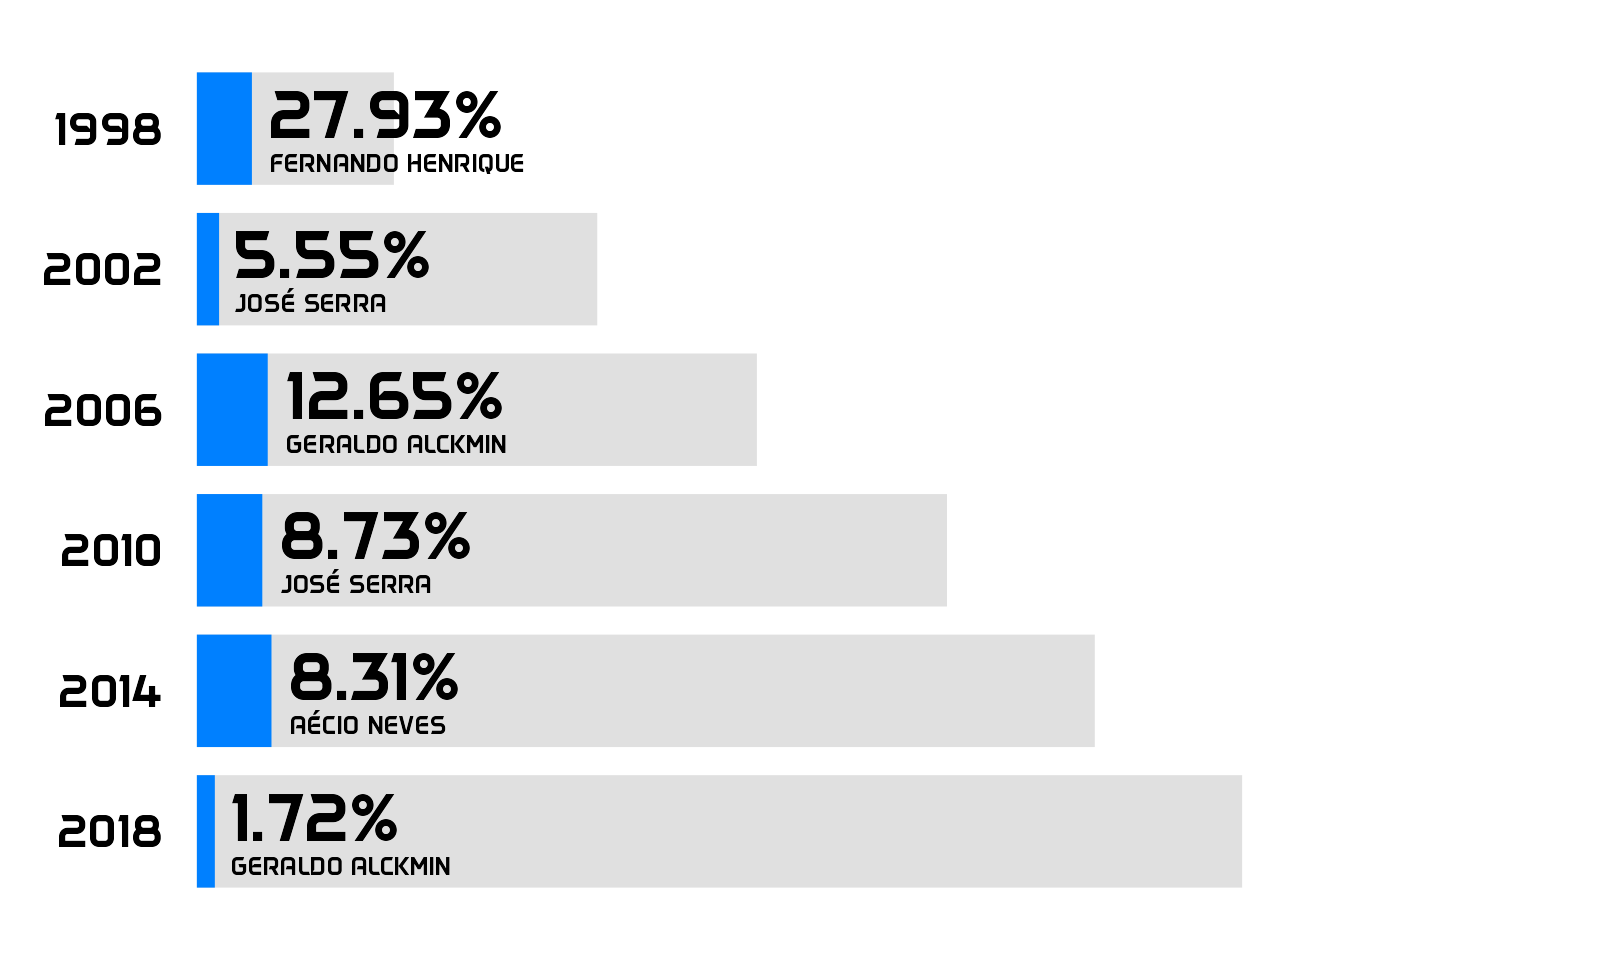 1998
27.93%
FERNANDO HENRIQUE
2002
5.55%
JOSÉ SERRA
2006
12.65%
GERALDO ALCKMIN
2010
8.73%
JOSÉ SERRA
2014
8.31%
AÉCIO NEVES
2018
1.72%
GERALDO ALCKMIN